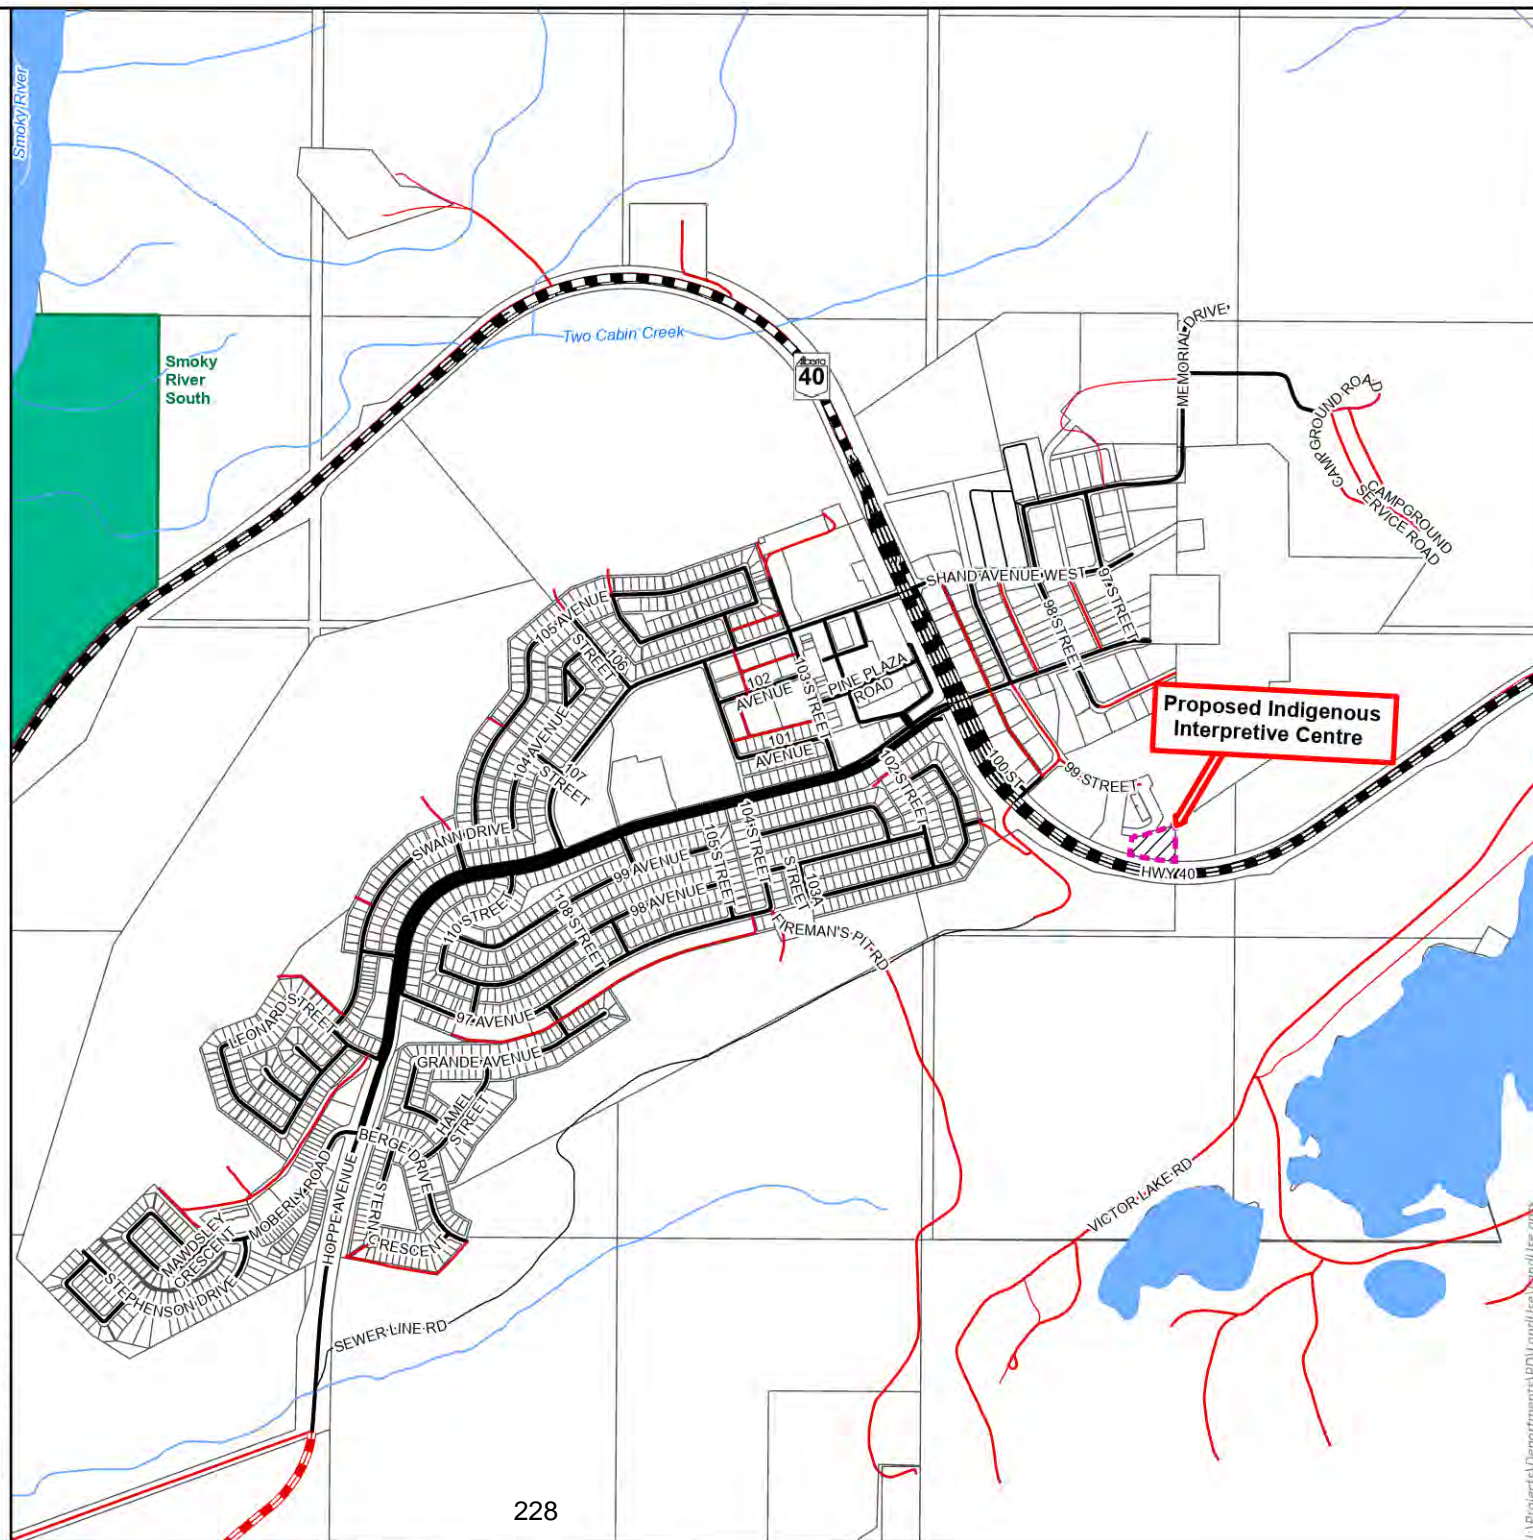 Smoky River
Smoky
River
South
Two Cabin Creek
Alberta
40
MEMORIAL DRIVE
CAMPGROUND ROAD
CAMPGROUND
SERVICE ROAD
SHAND AVENUE WEST
97 STREET
98 STREET
105 AVENUE
106
STREET
103 STREET
102
AVENUE
PINE PLAZA
ROAD
Proposed Indigenous
Interpretive Centre
104 AVENUE
107
STREET
101
AVENUE
102 STREET
100 ST
99 STREET
SWANN DRIVE
104 STREET
105 STREET
99 AVENUE
103A
STREET
HWY 40
110 STREET
108 STREET
98 AVENUE
FIREMAN'S PIT RD
LEONARD
STREET
97 AVENUE
GRANDE AVENUE
HAMEL
STREET
BERGE DRIVE
VICTOR LAKE RD
MOBERLY ROAD
HOPPE AVENUE
STERN
CRESCENT
MAWDSLEY
CRESCENT
STEPHENSON DRIVE
SEWER LINE RD
228